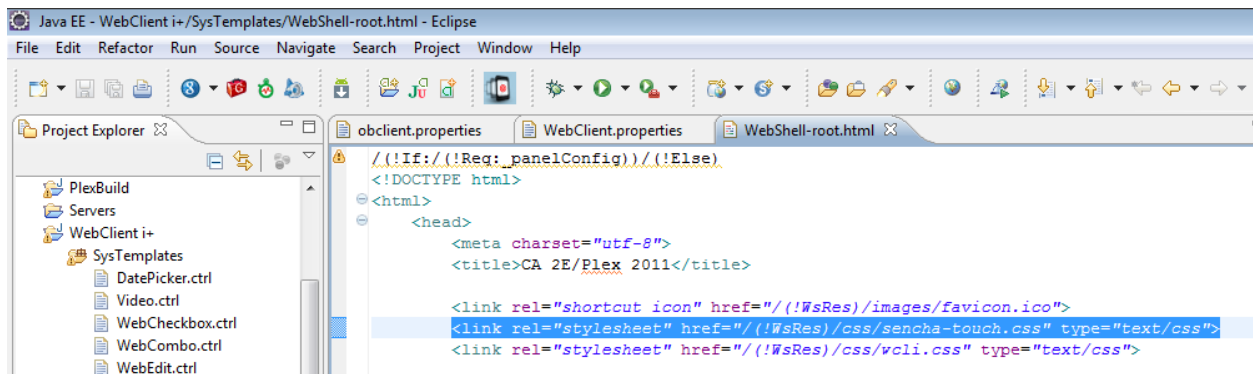 Java EE - WebClient i+/SysTemplates/WebShell-root.html - Eclipse
File Edit Refactor Run Source Navigate Search Project Window Help
Project Explorer
obclient.properties WebClient.properties WebShell-root.html
PlexBuild
Servers
WebClient i+
SysTemplates
DatePicker.ctrl
Video.ctrl
WebCheckbox.ctrl
WebCombo.ctrl
WebEdit.ctrl
/(!If:/(!Req:_panelConfig))/(!Else)
<!DOCTYPE html>
<html>
<head>
<meta charset="utf-8">
<title>CA 2E/Plex 2011</title>
<link rel="shortcut icon" href="/(!WsRes)/images/favicon.ico">
<link rel="stylesheet" href="/(!WsRes)/css/sencha-touch.css" type="text/css">
<link rel="stylesheet" href="/(!WsRes)/css/wcli.css" type="text/css">